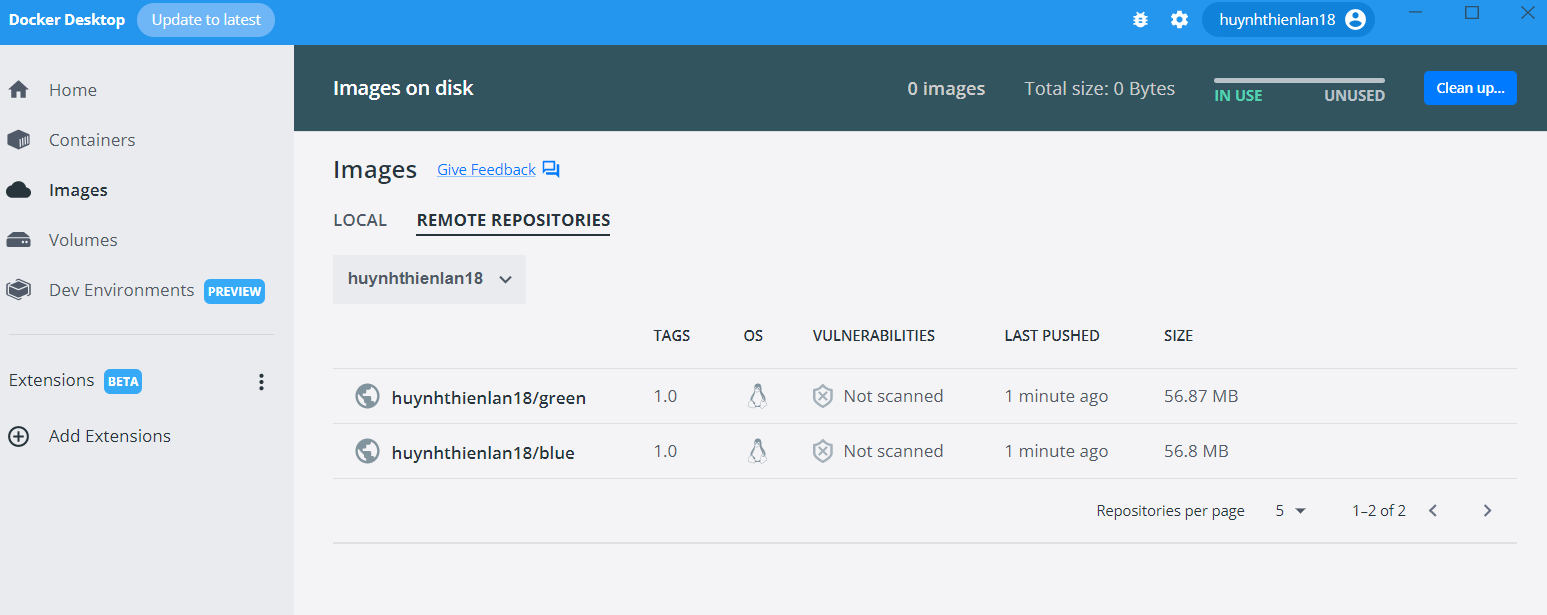 Docker Desktop Update to latest huynhthienlan18
Home
Containers
Images
Volumes
Dev Environments PREVIEW
Extensions BETA
Add Extensions
Images on disk 0 images Total size: 0 Bytes IN USE UNUSED Clean up...
Images Give Feedback
LOCAL REMOTE REPOSITORIES
huynhthienlan18
TAGS OS VULNERABILITIES LAST PUSHED SIZE
huynhthienlan18/green 1.0 Not scanned 1 minute ago 56.87 MB
huynhthienlan18/blue 1.0 Not scanned 1 minute ago 56.8 MB
Repositories per page 5 1–2 of 2